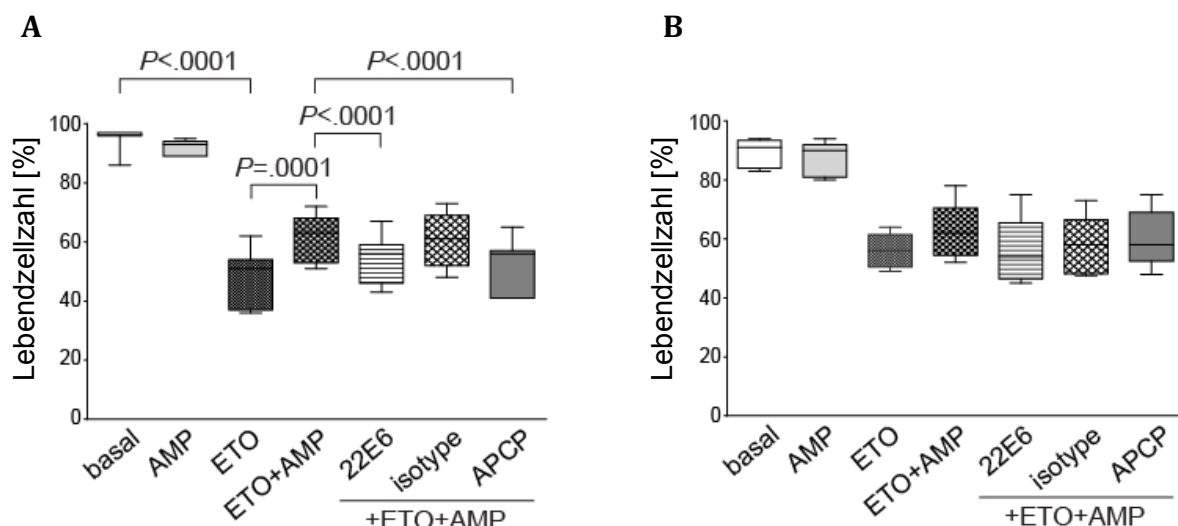 A
P<.0001
P<.0001
P<.0001
P=.0001
Lebendzellzahl [%]
100
80
60
40
20
0
basal
AMP
ETO
ETO+AMP
22E6
isotype
APCP
+ETO+AMP
B
Lebendzellzahl [%]
100
80
60
40
20
0
basal
AMP
ETO
ETO+AMP
22E6
isotype
APCP
+ETO+AMP